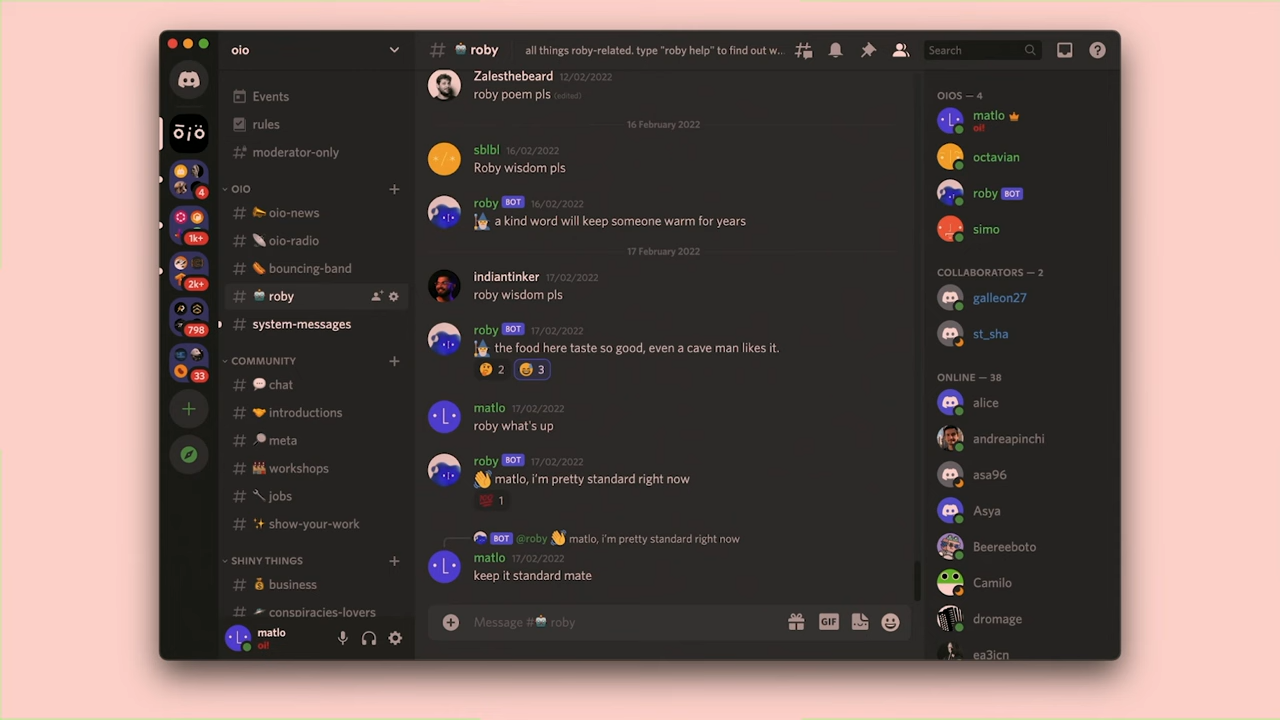 oio
Events
rules
moderator-only
OIO
oio-news
oio-radio
bouncing-band
roby
system-messages
COMMUNITY
chat
introductions
meta
workshops
jobs
show-your-work
SHINY THINGS
business
conspiracies-lovers
matlo
oi!
4
1k+
2k+
798
33
ōiō
roby
all things roby-related. type "roby help" to find out w...
Search
Zalesthebeard 12/02/2022
roby poem pls (edited)
16 February 2022
sblbl 16/02/2022
Roby wisdom pls
roby BOT 16/02/2022
a kind word will keep someone warm for years
17 February 2022
indiantinker 17/02/2022
roby wisdom pls
roby BOT 17/02/2022
the food here taste so good, even a cave man likes it.
2 3
matlo 17/02/2022
roby what's up
roby BOT 17/02/2022
matlo, i'm pretty standard right now
1
BOT @roby matlo, i'm pretty standard right now
matlo 17/02/2022
keep it standard mate
Message # roby
GIF
OIOS — 4
matlo
oi!
octavian
roby BOT
simo
COLLABORATORS — 2
galleon27
st_sha
ONLINE — 38
alice
andreapinchi
asa96
Asya
Beereeboto
Camilo
dromage
ea3icn